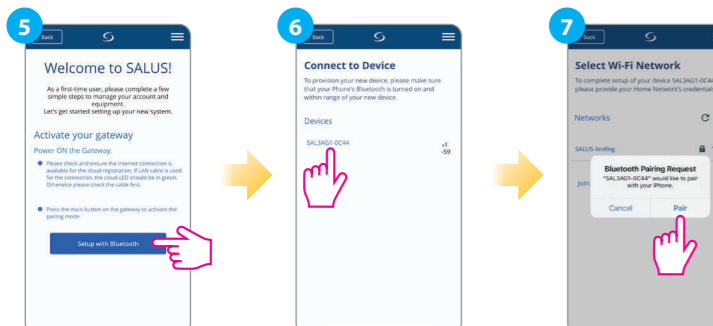 5
Back
Welcome to SALUS!
As a first-time user, please complete a few
simple steps to manage your account and
equipment.
Let's get started setting up your new system.
Activate your gateway
Power ON the Gateway.
Please check and ensure the internet connection is
available for the cloud registration. If LAN cable is used
for the connection, the cloud LED should be in green.
Otherwise please check the cable first.
Press the main button on the gateway to activate the
pairing mode
Setup with Bluetooth
6
Back
Connect to Device
To provision your new device, please make sure
that your Phone's Bluetooth is turned on and
within range of your new device.
Devices
SAL3AG1-0C44
-59
7
Back
Select Wi-Fi Network
To complete setup of your device SAL3AG1-0C44
please provide your Home Network's credentials
Networks
SALUS-testing
Join
Bluetooth Pairing Request
"SAL3AG1-0C44" would like to pair
with your iPhone.
Cancel
Pair